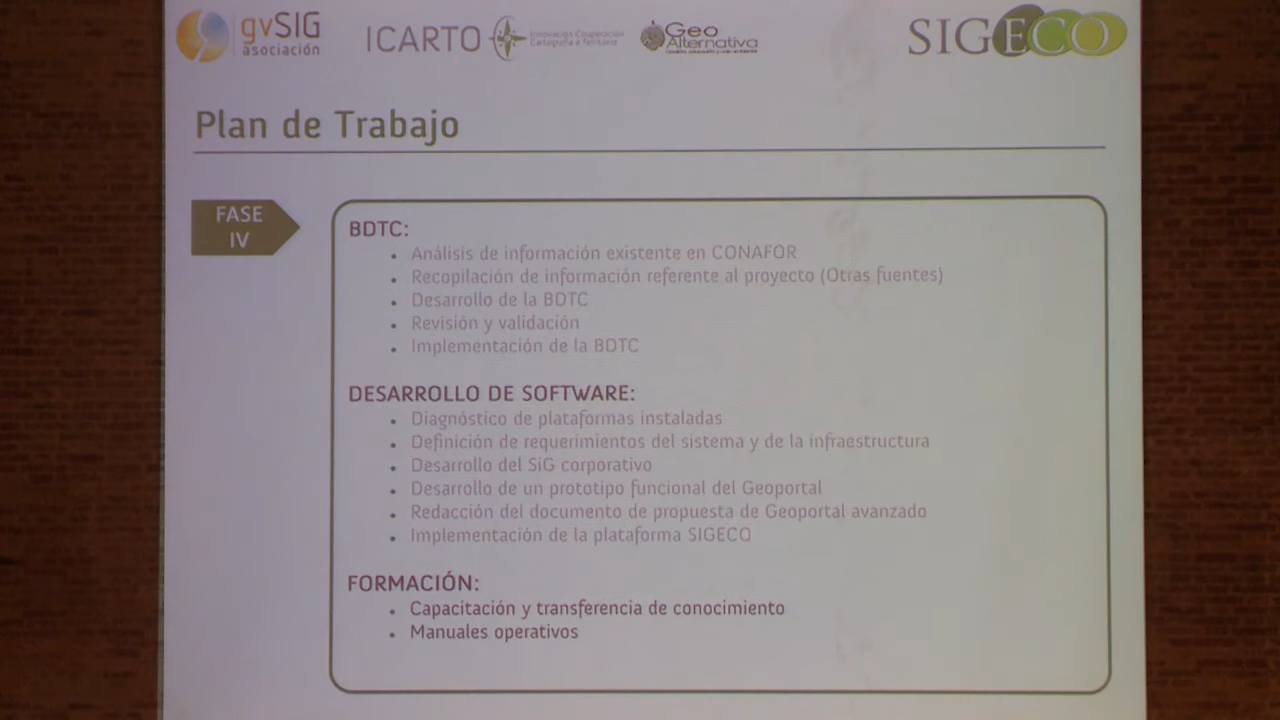 gvSIG
asociación
ICARTO
Innovación Cooperación
Cartografía e Territorio
Geo
Alternativa
SIGECO
Plan de Trabajo
FASE
IV
BDTC:
• Análisis de información existente en CONAFOR
• Recopilación de información referente al proyecto (Otras fuentes)
• Desarrollo de la BDTC
• Revisión y validación
• Implementación de la BDTC
DESARROLLO DE SOFTWARE:
• Diagnóstico de plataformas instaladas
• Definición de requerimientos del sistema y de la infraestructura
• Desarrollo del SiG corporativo
• Desarrollo de un prototipo funcional del Geoportal
• Redacción del documento de propuesta de Geoportal avanzado
• Implementación de la plataforma SIGECO
FORMACIÓN:
• Capacitación y transferencia de conocimiento
• Manuales operativos